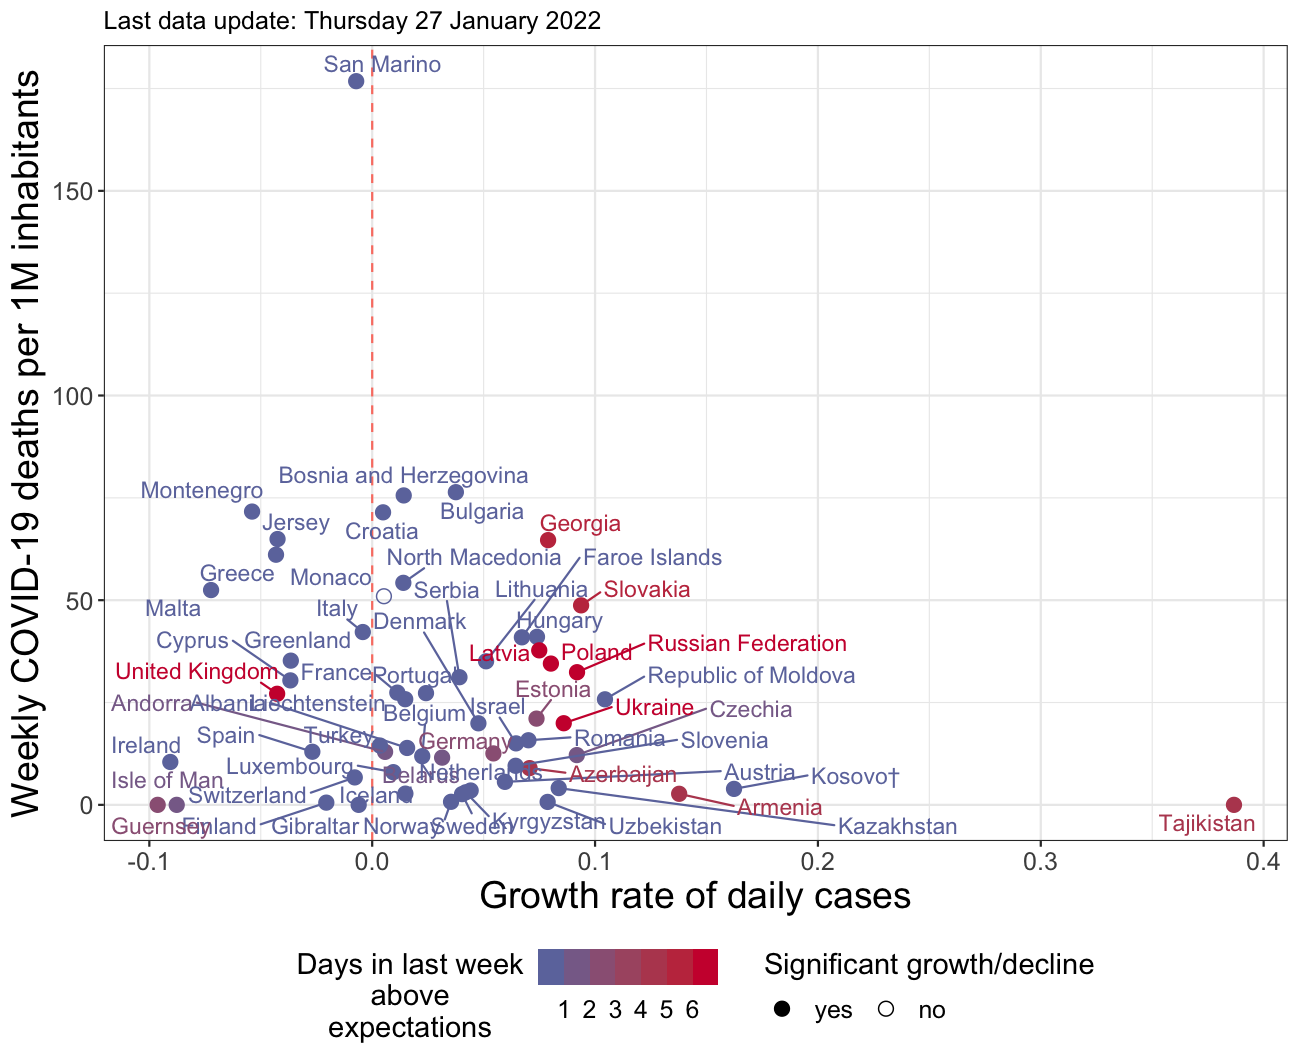 Last data update: Thursday 27 January 2022
Weekly COVID-19 deaths per 1M inhabitants
San Marino
150
100
Bosnia and Herzegovina
Montenegro
Bulgaria
Jersey
Georgia
Croatia
North Macedonia
Faroe Islands
Greece
Monaco
Serbia
Lithuania
Slovakia
50
Malta
Italy
Denmark
Hungary
Cyprus
Greenland
Latvia
Poland
Russian Federation
United Kingdom
France
Portugal
Republic of Moldova
Estonia
Andorra
Albania
Liechtenstein
Belgium
Israel
Ukraine
Czechia
Ireland
Spain
Turkey
Germany
Romania
Slovenia
Luxembourg
Belarus
Netherlands
Azerbaijan
Austria
Kosovo†
Isle of Man
Switzerland
Iceland
0
Armenia
Guernsey
Finland
Gibraltar
Norway
Sweden
Kyrgyzstan
Uzbekistan
Kazakhstan
Tajikistan
-0.1 0.0 0.1 0.2 0.3 0.4
Growth rate of daily cases
Days in last week
above
expectations
1 2 3 4 5 6
Significant growth/decline
yes no